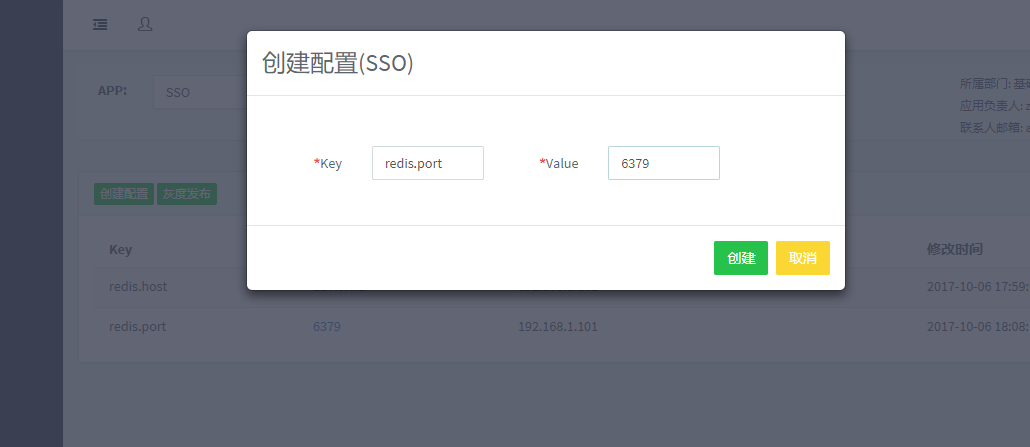 创建配置(SSO)
APP:
SSO
所属部门:
应用负责人:
联系人邮箱:
*Key
redis.port
*Value
6379
创建配置
灰度发布
创建
取消
Key
修改时间
redis.host
2017-10-06 17:59:
redis.port
6379
192.168.1.101
2017-10-06 18:08: